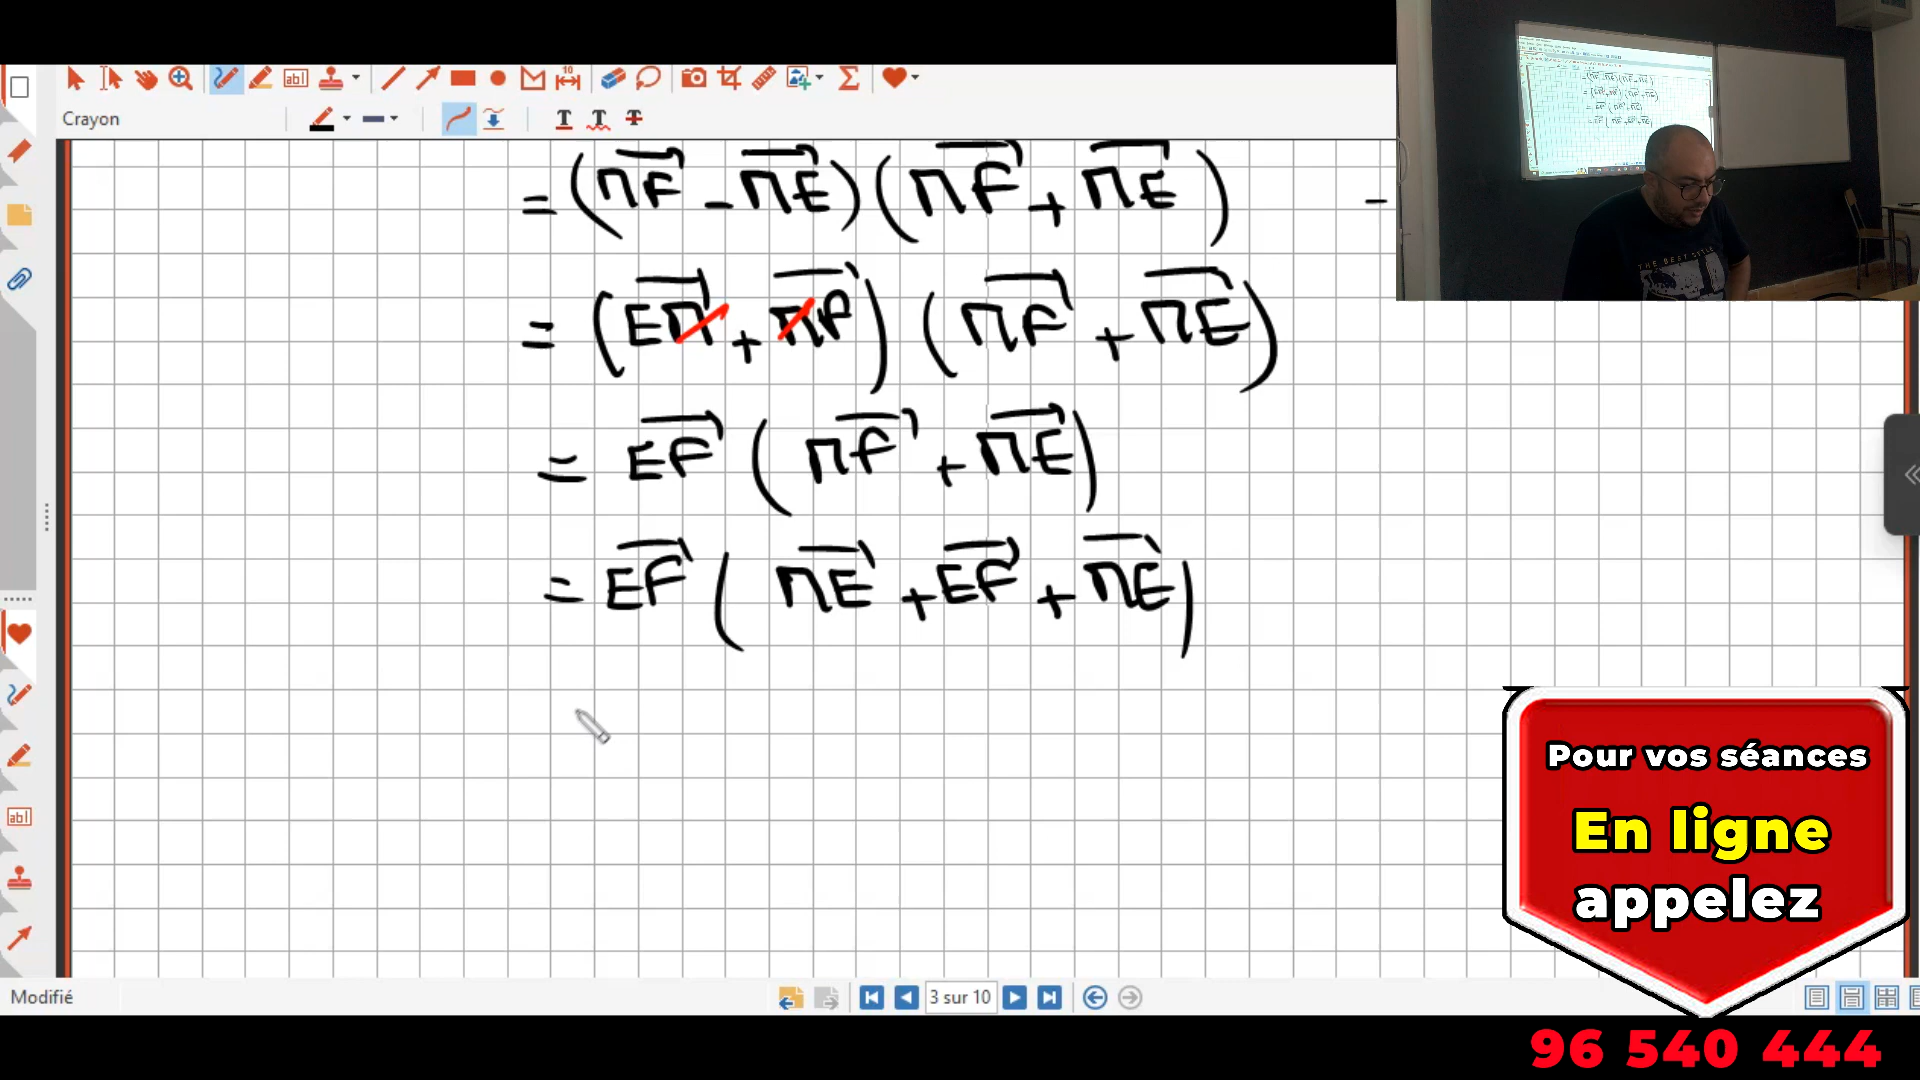 Crayon
= (MF⃗ - ME⃗)(MF⃗ + ME⃗) -
= (EM⃗ + MF⃗)(MF⃗ + ME⃗)
= EF⃗ (MF⃗ + ME⃗)
= EF⃗ (ME⃗ + EF⃗ + ME⃗)
Pour vos séances
En ligne
appelez
Modifié
3 sur 10
96 540 444